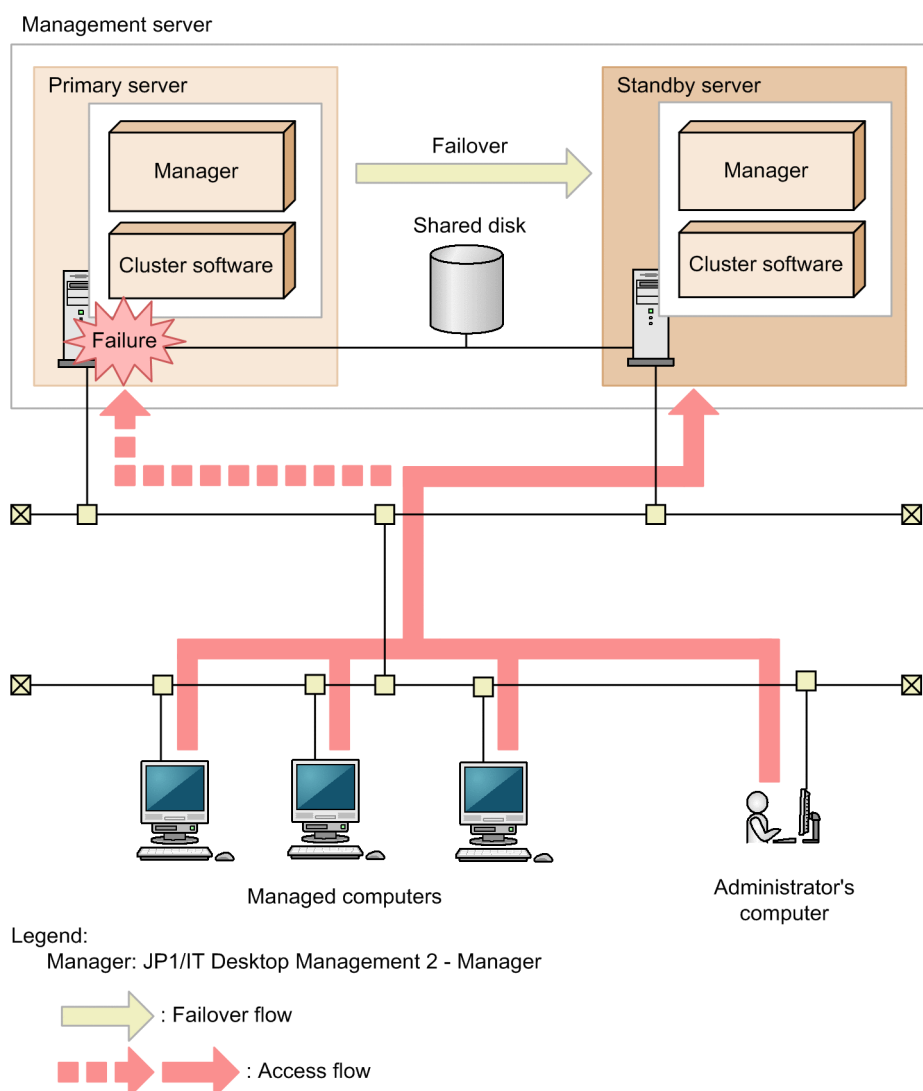 Management server
Primary server
Standby server
Manager
Failover
Manager
Shared disk
Cluster software
Cluster software
Failure
Managed computers
Administrator's
computer
Legend:
Manager: JP1/IT Desktop Management 2 - Manager
: Failover flow
: Access flow